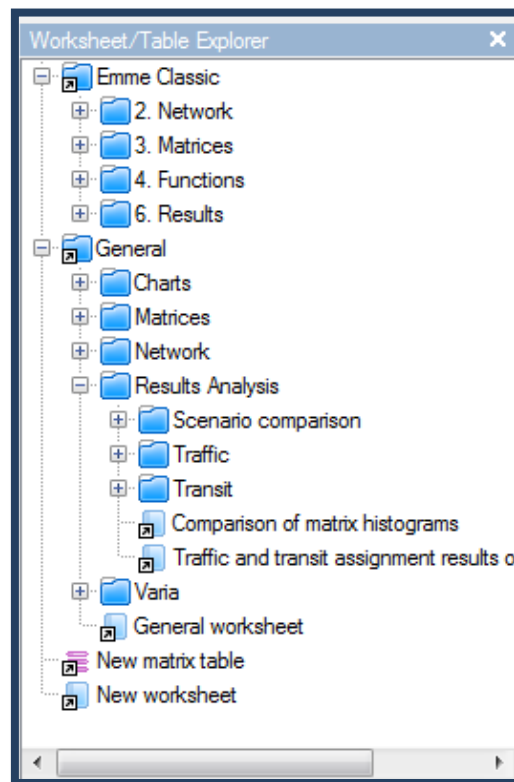 Worksheet/Table Explorer
Emme Classic
2. Network
3. Matrices
4. Functions
6. Results
General
Charts
Matrices
Network
Results Analysis
Scenario comparison
Traffic
Transit
Comparison of matrix histograms
Traffic and transit assignment results o
Varia
General worksheet
New matrix table
New worksheet